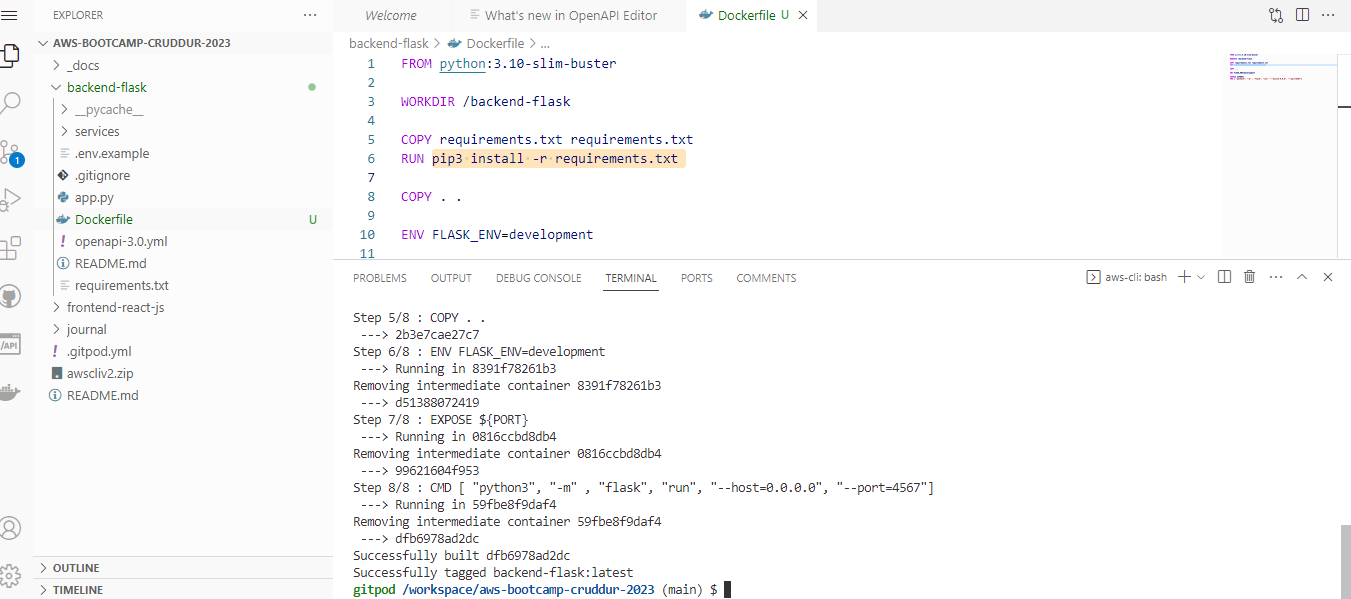 EXPLORER
AWS-BOOTCAMP-CRUDDUR-2023
_docs
backend-flask
__pycache__
services
.env.example
.gitignore
app.py
Dockerfile U
openapi-3.0.yml
README.md
requirements.txt
frontend-react-js
journal
.gitpod.yml
awscliv2.zip
README.md
OUTLINE
TIMELINE
1
/API
Welcome
What's new in OpenAPI Editor
Dockerfile U
backend-flask > Dockerfile > ...
1 FROM python:3.10-slim-buster
2
3 WORKDIR /backend-flask
4
5 COPY requirements.txt requirements.txt
6 RUN pip3 install -r requirements.txt
7
8 COPY . .
9
10 ENV FLASK_ENV=development
11
PROBLEMS OUTPUT DEBUG CONSOLE TERMINAL PORTS COMMENTS
aws-cli: bash
Step 5/8 : COPY . .
---> 2b3e7cae27c7
Step 6/8 : ENV FLASK_ENV=development
---> Running in 8391f78261b3
Removing intermediate container 8391f78261b3
---> d51388072419
Step 7/8 : EXPOSE ${PORT}
---> Running in 0816ccbd8db4
Removing intermediate container 0816ccbd8db4
---> 99621604f953
Step 8/8 : CMD [ "python3", "-m" , "flask", "run", "--host=0.0.0.0", "--port=4567"]
---> Running in 59fbe8f9daf4
Removing intermediate container 59fbe8f9daf4
---> dfb6978ad2dc
Successfully built dfb6978ad2dc
Successfully tagged backend-flask:latest
gitpod /workspace/aws-bootcamp-cruddur-2023 (main) $